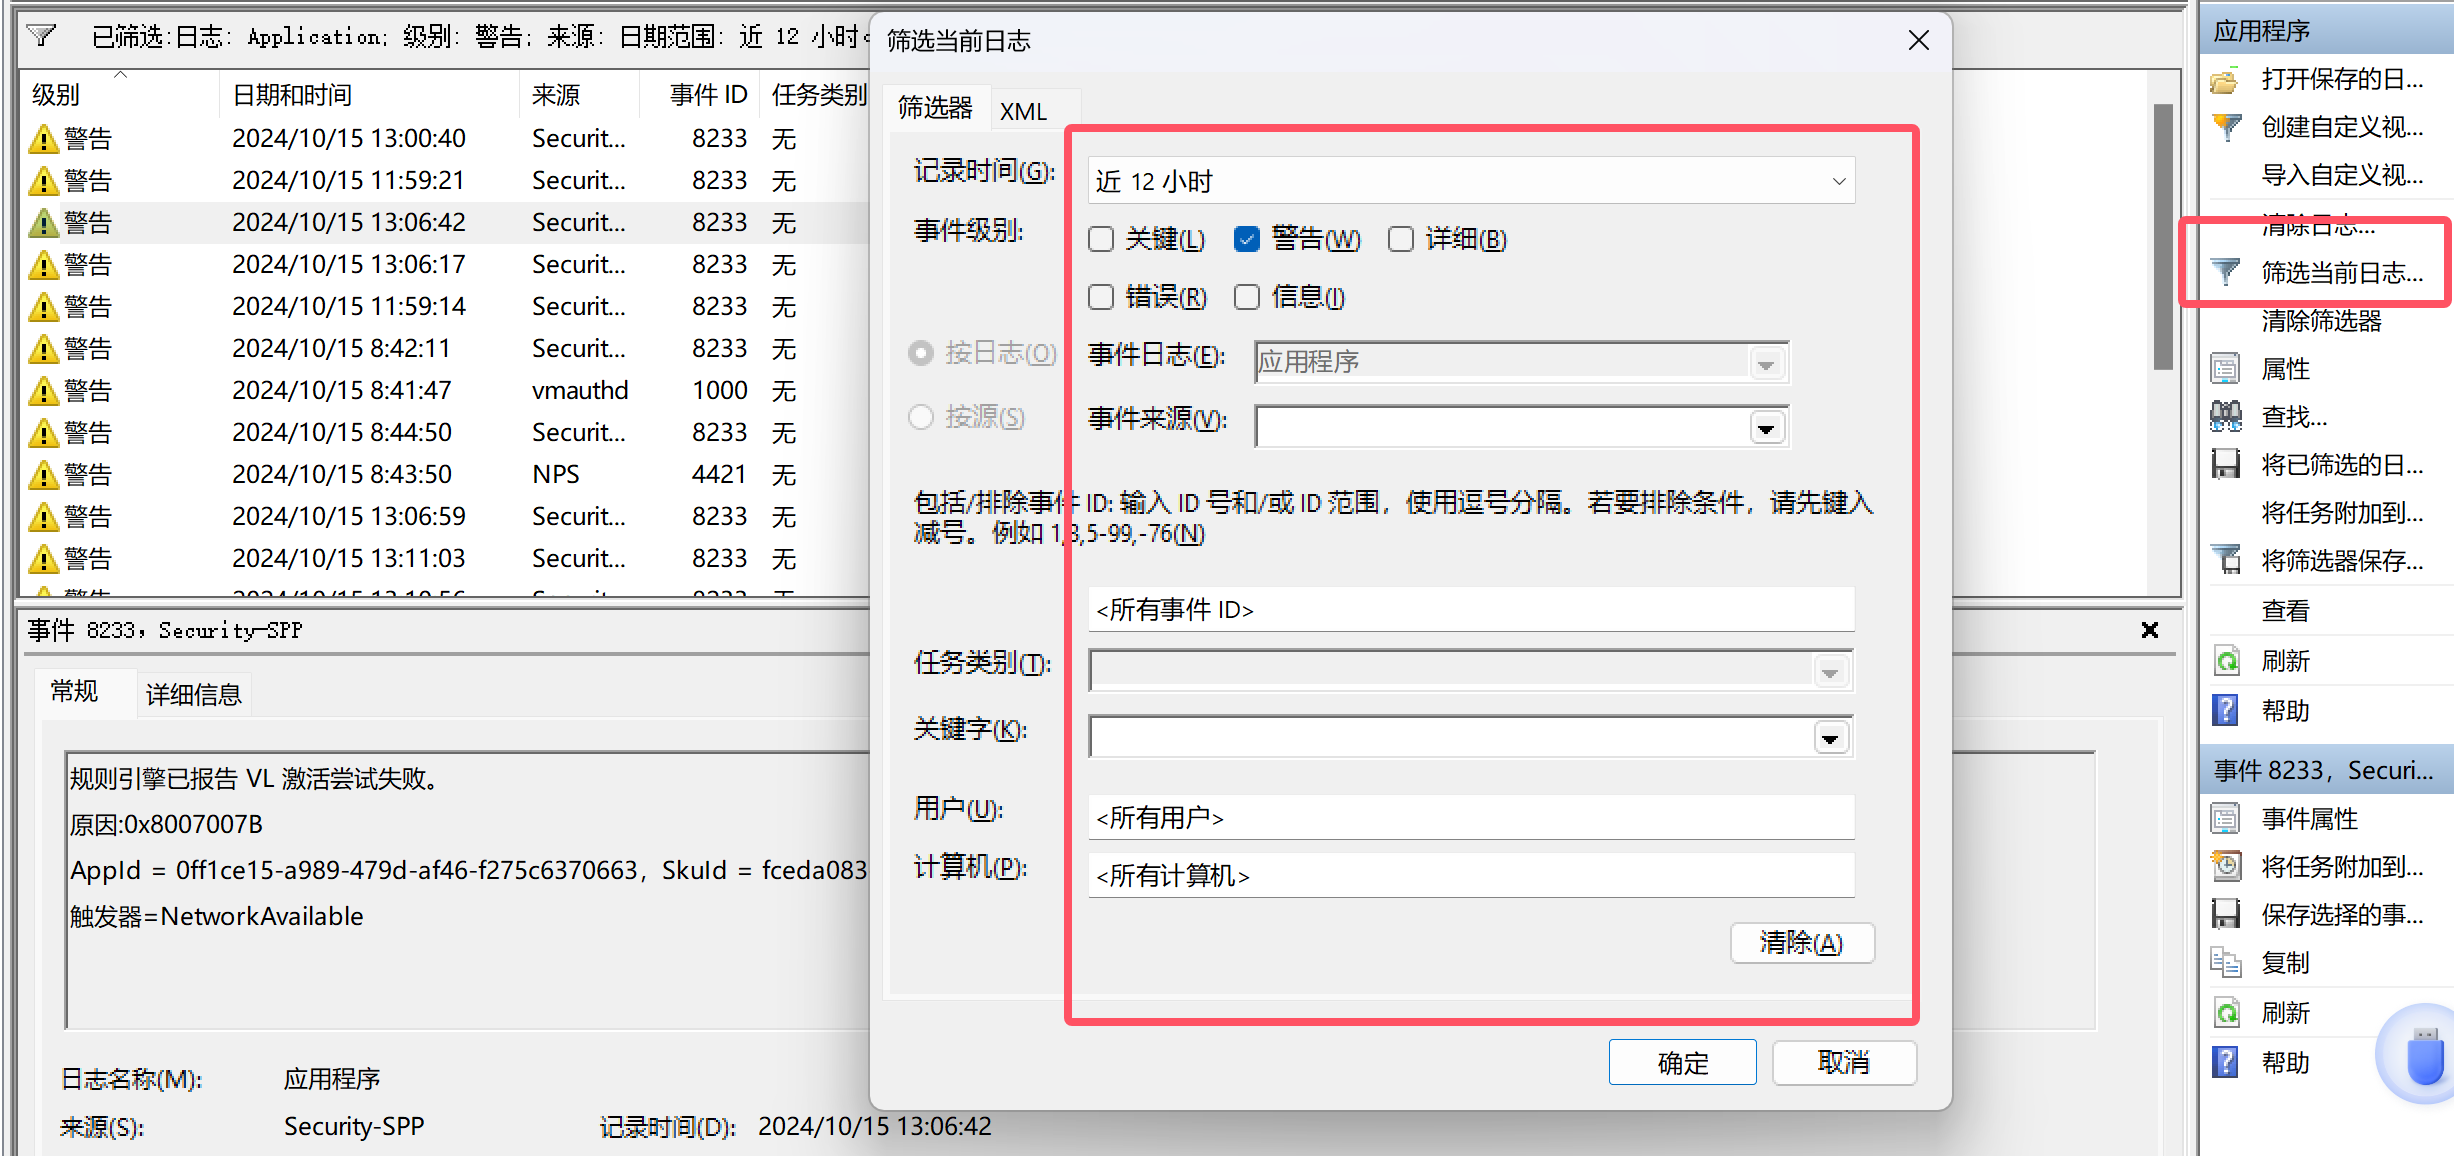 已筛选:日志: Application; 级别: 警告; 来源: 日期范围: 近 12 小时
级别 日期和时间 来源 事件 ID 任务类别
警告 2024/10/15 13:00:40 Securit... 8233 无
警告 2024/10/15 11:59:21 Securit... 8233 无
警告 2024/10/15 13:06:42 Securit... 8233 无
警告 2024/10/15 13:06:17 Securit... 8233 无
警告 2024/10/15 11:59:14 Securit... 8233 无
警告 2024/10/15 8:42:11 Securit... 8233 无
警告 2024/10/15 8:41:47 vmauthd 1000 无
警告 2024/10/15 8:44:50 Securit... 8233 无
警告 2024/10/15 8:43:50 NPS 4421 无
警告 2024/10/15 13:06:59 Securit... 8233 无
警告 2024/10/15 13:11:03 Securit... 8233 无
事件 8233，Security-SPP
常规 详细信息
规则引擎已报告 VL 激活尝试失败。
原因:0x8007007B
AppId = 0ff1ce15-a989-479d-af46-f275c6370663，SkuId = fceda083
触发器=NetworkAvailable
日志名称(M): 应用程序
来源(S): Security-SPP 记录时间(D): 2024/10/15 13:06:42
筛选当前日志
筛选器 XML
记录时间(G): 近 12 小时
事件级别: 关键(L) 警告(W) 详细(B)
错误(R) 信息(I)
按日志(O) 事件日志(E): 应用程序
按源(S) 事件来源(V):
包括/排除事件 ID: 输入 ID 号和/或 ID 范围，使用逗号分隔。若要排除条件，请先键入
减号。例如 1,3,5-99,-76(N)
<所有事件 ID>
任务类别(T):
关键字(K):
用户(U): <所有用户>
计算机(P): <所有计算机>
清除(A)
确定 取消
应用程序
打开保存的日...
创建自定义视...
导入自定义视...
清除日志...
筛选当前日志...
清除筛选器
属性
查找...
将已筛选的日...
将任务附加到...
将筛选器保存...
查看
刷新
帮助
事件 8233，Securi...
事件属性
将任务附加到...
保存选择的事...
复制
刷新
帮助